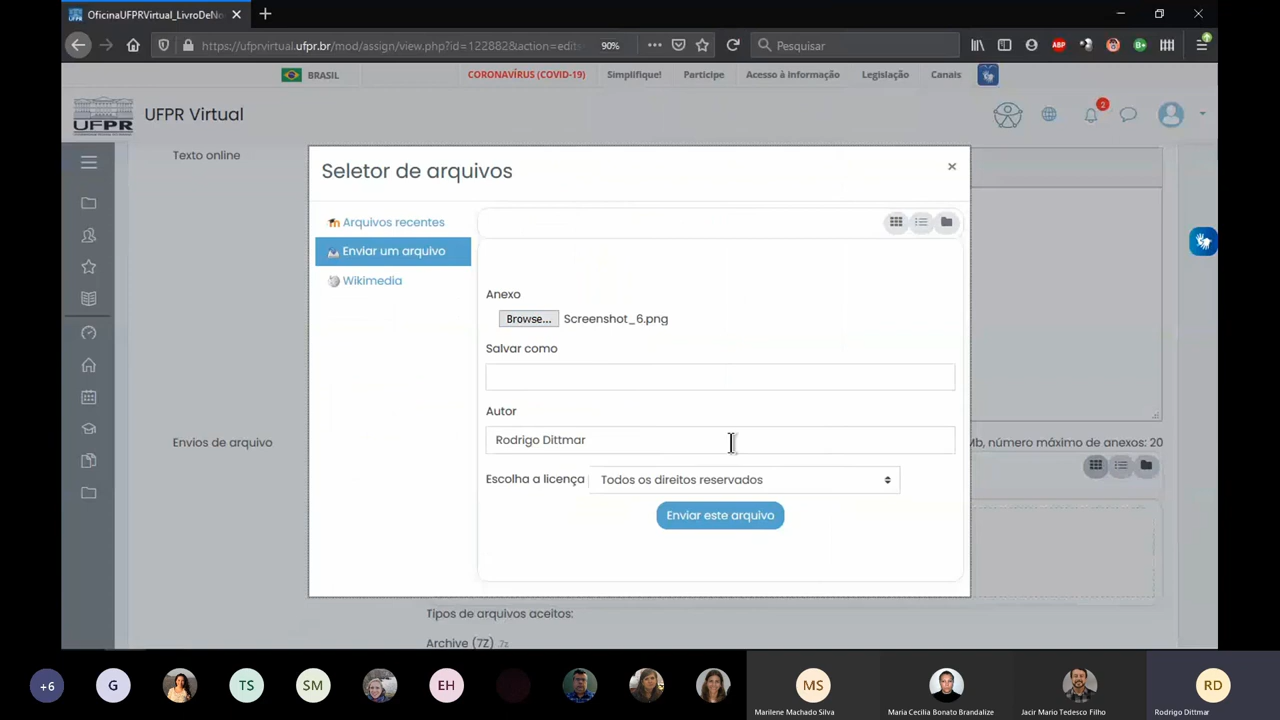 OficinaUFPRVirtual_LivroDeNo
https://ufprvirtual.ufpr.br/mod/assign/view.php?id=122882&action=edits
90%
Pesquisar
ABP
B+
BRASIL
CORONAVÍRUS (COVID-19)
Simplifique!
Participe
Acesso à informação
Legislação
Canais
UFPR
UFPR Virtual
2
Texto online
Seletor de arquivos
Arquivos recentes
Enviar um arquivo
Wikimedia
Anexo
Browse... Screenshot_6.png
Salvar como
Autor
Rodrigo Dittmar
Escolha a licença
Todos os direitos reservados
Enviar este arquivo
Envios de arquivo
Mb, número máximo de anexos: 20
Tipos de arquivos aceitos:
Archive (7Z) .7z
+6
G
TS
SM
EH
MS
RD
Marilene Machado Silva
Maria Cecilia Bonato Brandalize
Jacir Mario Tedesco Filho
Rodrigo Dittmar